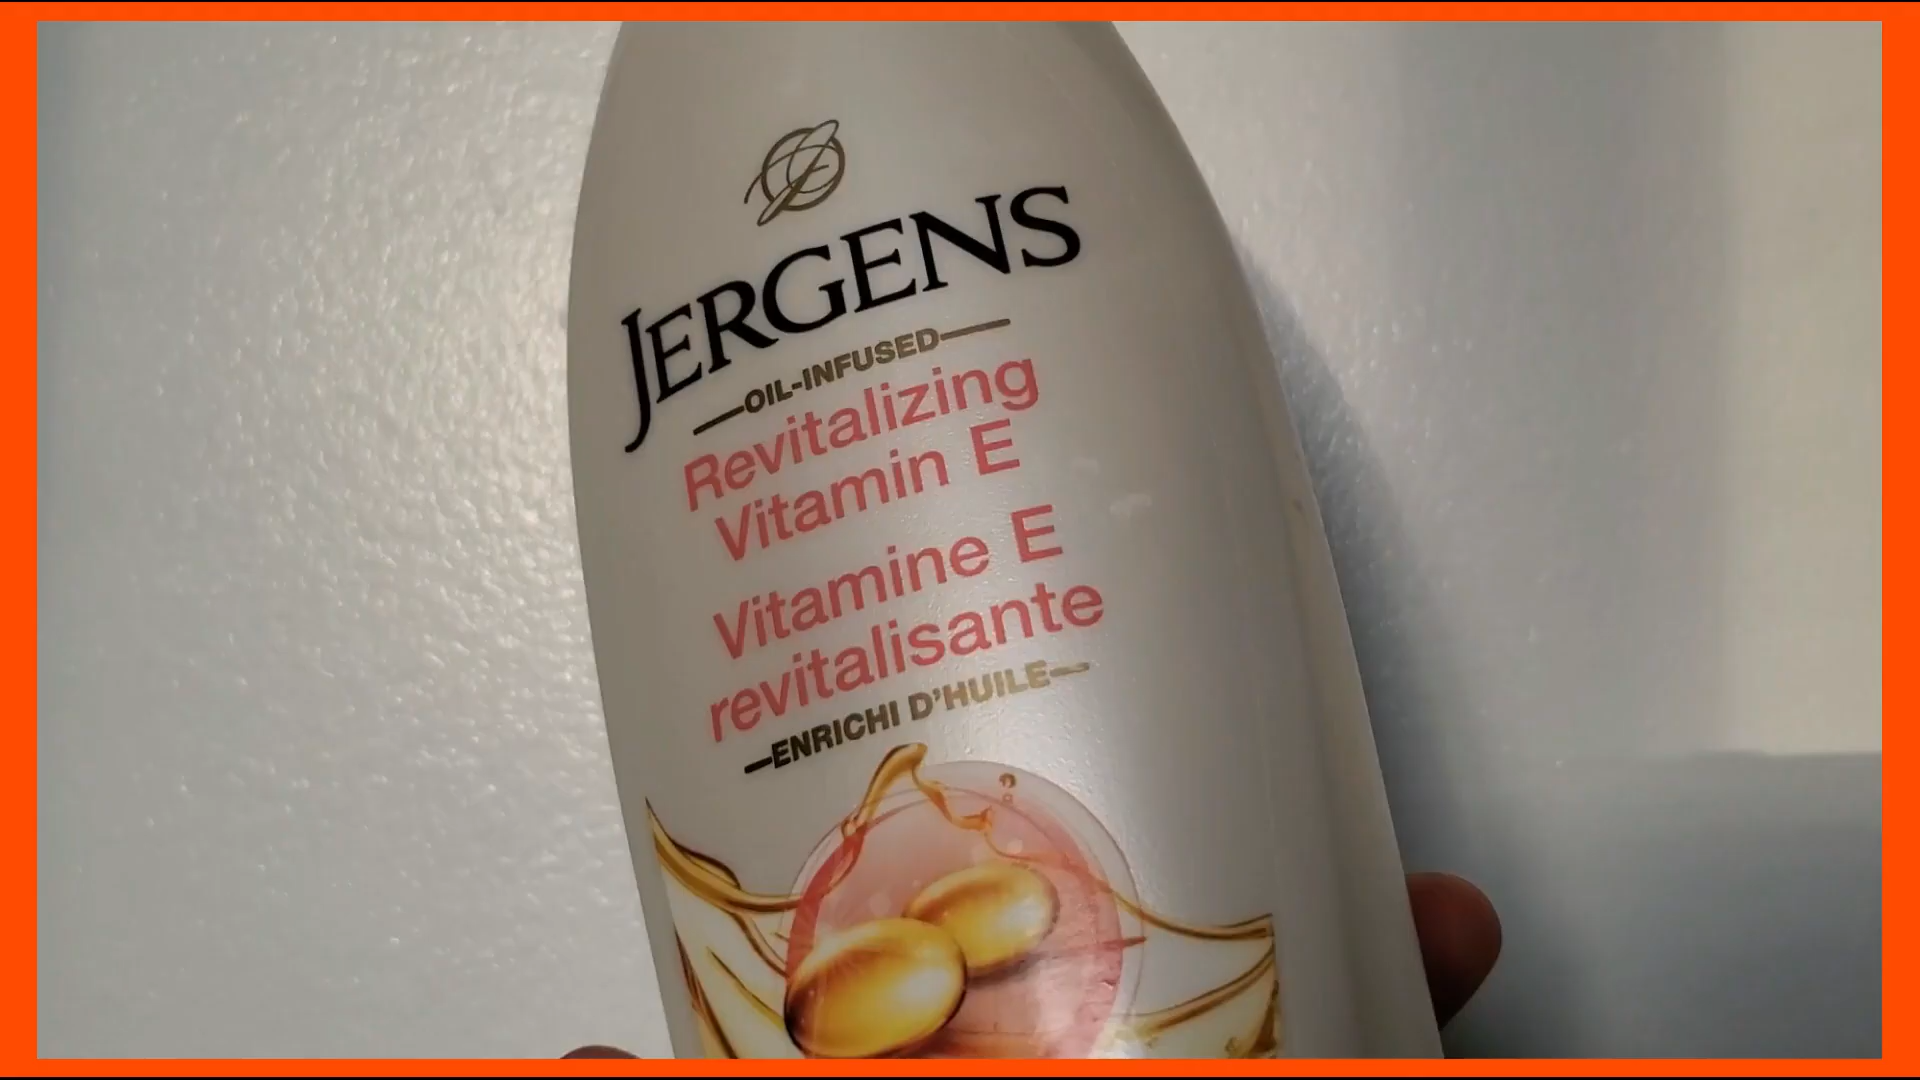 JERGENS
OIL-INFUSED
Revitalizing
Vitamin E
Vitamine E
revitalisante
ENRICHI D'HUILE